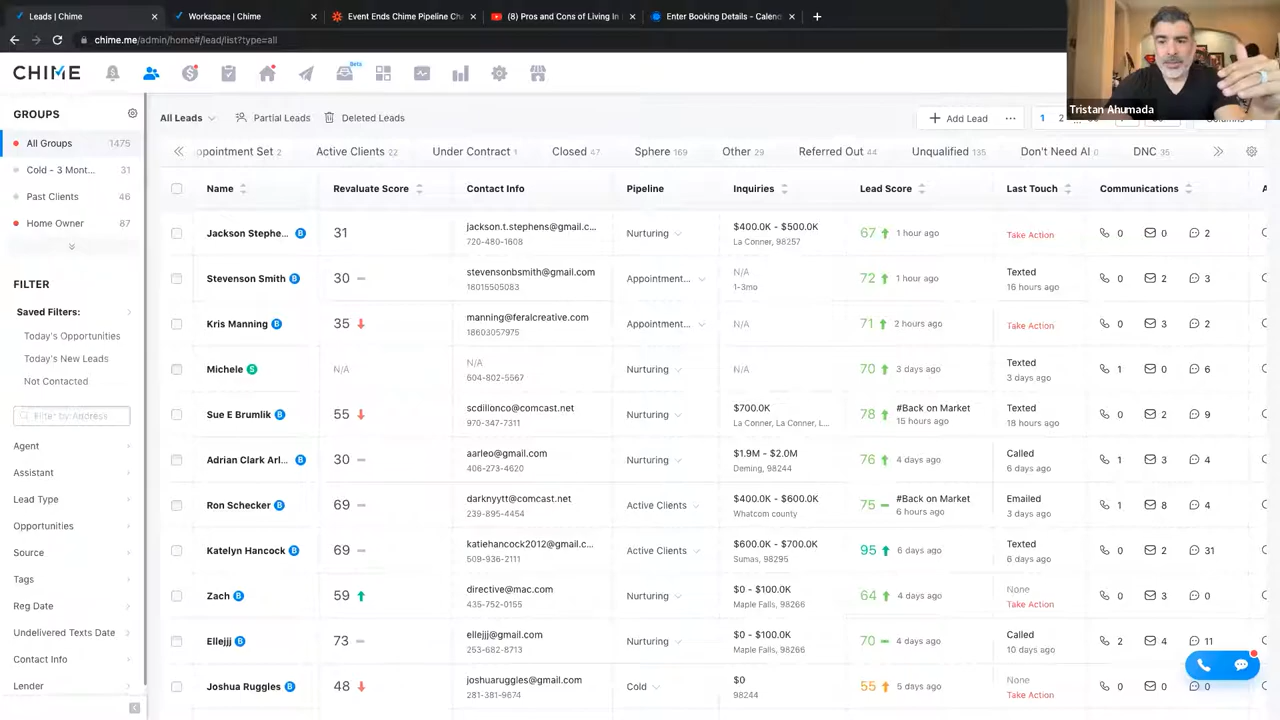 Leads | Chime
Workspace | Chime
Event Ends Chime Pipeline Ch
(8) Pros and Cons of Living In
Enter Booking Details - Calend
chime.me/admin/home#/lead/list?type=all
CHIME
Beta
Tristan Ahumada
GROUPS
All Groups 1475
Cold - 3 Mont... 31
Past Clients 46
Home Owner 87
FILTER
Saved Filters:
Today's Opportunities
Today's New Leads
Not Contacted
Filter by Address
Agent
Assistant
Lead Type
Opportunities
Source
Tags
Reg Date
Undelivered Texts Date
Contact Info
Lender
All Leads Partial Leads Deleted Leads + Add Lead ... 1 2
ppointment Set 2 Active Clients 22 Under Contract 1 Closed 47 Sphere 169 Other 29 Referred Out 44 Unqualified 135 Don't Need AI 0 DNC 35
Name Revaluate Score Contact Info Pipeline Inquiries Lead Score Last Touch Communications
Jackson Stephe... B 31 jackson.t.stephens@gmail.c... Nurturing $400.0K - $500.0K 67 1 hour ago Take Action 0 0 2
720-480-1608 La Conner, 98257
Stevenson Smith B 30 stevensonbsmith@gmail.com Appointment... N/A 72 1 hour ago Texted 0 2 3
18015505083 1-3mo 16 hours ago
Kris Manning B 35 manning@feralcreative.com Appointment... N/A 71 2 hours ago Take Action 0 3 2
18603057975
Michele S N/A N/A Nurturing N/A 70 3 days ago Texted 1 0 6
604-802-5567 3 days ago
Sue E Brumlik B 55 scdillonco@comcast.net Nurturing $700.0K 78 #Back on Market Texted 0 2 9
970-347-7311 La Conner, La Conner, L... 15 hours ago 18 hours ago
Adrian Clark Arl... B 30 aarleo@gmail.com Nurturing $1.9M - $2.0M 76 4 days ago Called 1 3 4
406-273-4620 Deming, 98244 6 days ago
Ron Schecker B 69 darknyytt@comcast.net Active Clients $400.0K - $600.0K 75 #Back on Market Emailed 1 8 4
239-895-4454 Whatcom county 6 hours ago 3 days ago
Katelyn Hancock B 69 katiehancock2012@gmail.c... Active Clients $600.0K - $700.0K 95 6 days ago Texted 0 2 31
509-936-2111 Sumas, 98295 6 days ago
Zach B 59 directive@mac.com Nurturing $0 - $100.0K 64 4 days ago None 0 3 0
435-752-0155 Maple Falls, 98266 Take Action
Ellejjj B 73 ellejjj@gmail.com Nurturing $0 - $100.0K 70 4 days ago Called 2 4 11
253-682-8713 Maple Falls, 98266 10 days ago
Joshua Ruggles B 48 joshuaruggles@gmail.com Cold $0 55 5 days ago None 0 0 0
281-381-9674 98244 Take Action